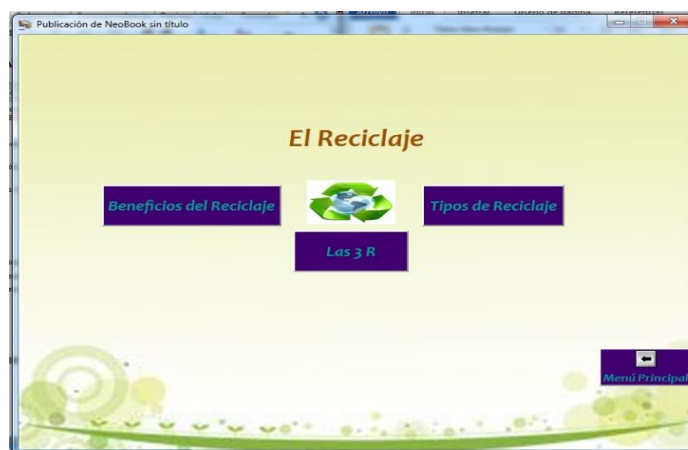 Publicación de NeoBook sin título
El Reciclaje
Beneficios del Reciclaje
Tipos de Reciclaje
Las 3 R
Menú Principal